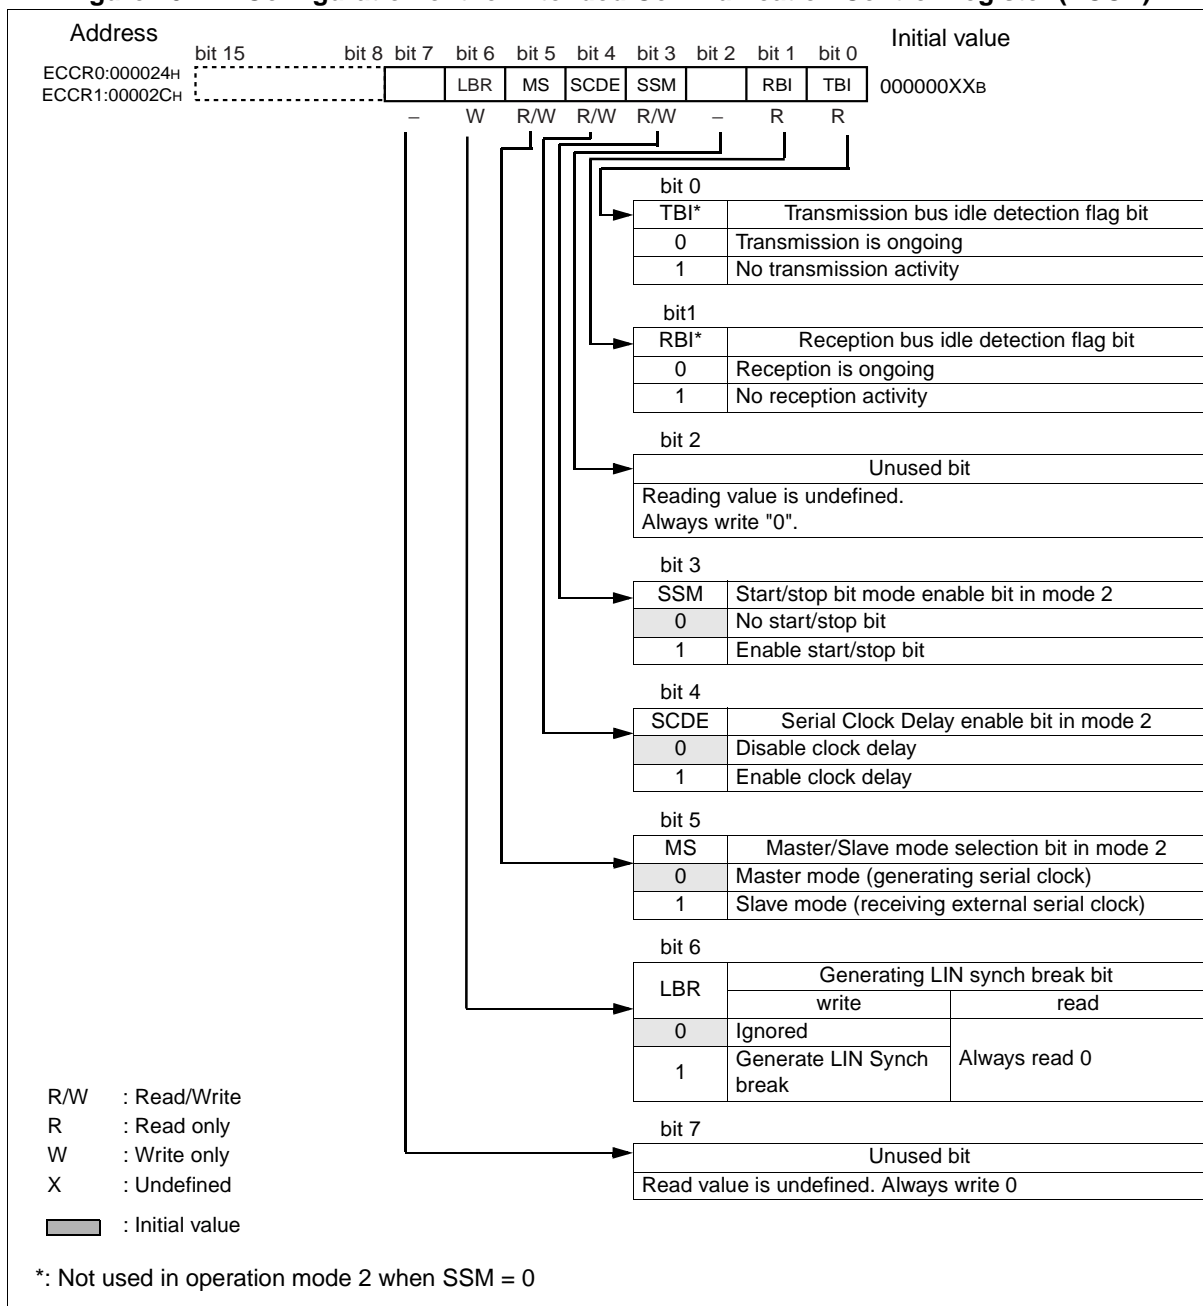 Address
Initial value
bit 15 bit 8 bit 7 bit 6 bit 5 bit 4 bit 3 bit 2 bit 1 bit 0
ECCR0:000024H
ECCR1:00002CH
LBR MS SCDE SSM RBI TBI
000000XXB
– W R/W R/W R/W – R R
bit 0
TBI* Transmission bus idle detection flag bit
0 Transmission is ongoing
1 No transmission activity
bit1
RBI* Reception bus idle detection flag bit
0 Reception is ongoing
1 No reception activity
bit 2
Unused bit
Reading value is undefined.
Always write "0".
bit 3
SSM Start/stop bit mode enable bit in mode 2
0 No start/stop bit
1 Enable start/stop bit
bit 4
SCDE Serial Clock Delay enable bit in mode 2
0 Disable clock delay
1 Enable clock delay
bit 5
MS Master/Slave mode selection bit in mode 2
0 Master mode (generating serial clock)
1 Slave mode (receiving external serial clock)
bit 6
LBR Generating LIN synch break bit
write read
0 Ignored
1 Generate LIN Synch
break
Always read 0
bit 7
Unused bit
Read value is undefined. Always write 0
R/W : Read/Write
R : Read only
W : Write only
X : Undefined
: Initial value
*: Not used in operation mode 2 when SSM = 0